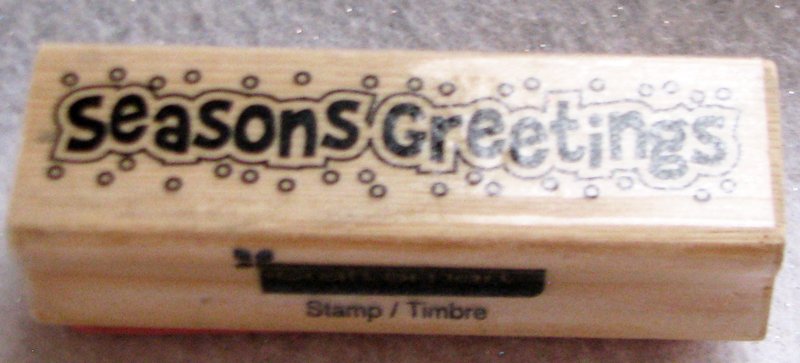 Seasons Greetings
Stamp / Timbre